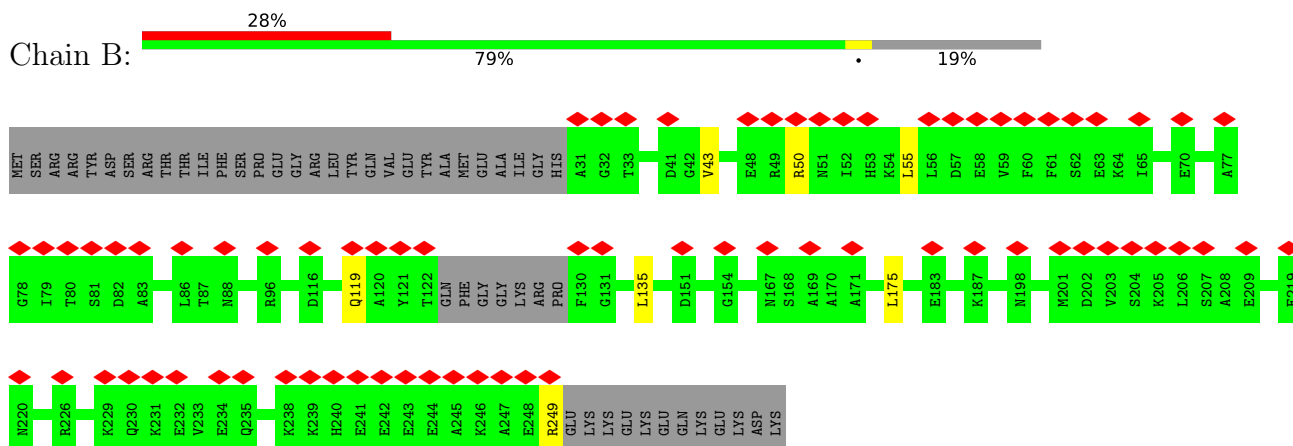 28%
Chain B:
79% • 19%
MET SER ARG ARG TYR ASP SER ARG THR THR ILE PHE SER PRO GLU GLY ARG LEU TYR GLN VAL GLU TYR ALA MET GLU ALA ILE GLY HIS A31 G32 T33 D41 G42 V43 E48 R49 R50 N51 I52 H53 K54 L55 L56 D57 E58 V59 F60 F61 S62 E63 K64 I65 E70 A77
G78 I79 T80 S81 D82 A83 L86 T87 N88 R96 D116 Q119 A120 Y121 T122 GLN PHE GLY GLY LYS ARG PRO F130 G131 L135 D151 G154 N167 S168 A169 A170 A171 L175 E183 K187 N198 M201 D202 V203 S204 K205 L206 S207 A208 E209
N220 R226 K229 Q230 K231 E232 V233 E234 Q235 K238 K239 H240 E241 E242 E243 E244 A245 K246 A247 E248 R249 GLU LYS LYS GLU LYS GLU GLN LYS GLU LYS ASP LYS